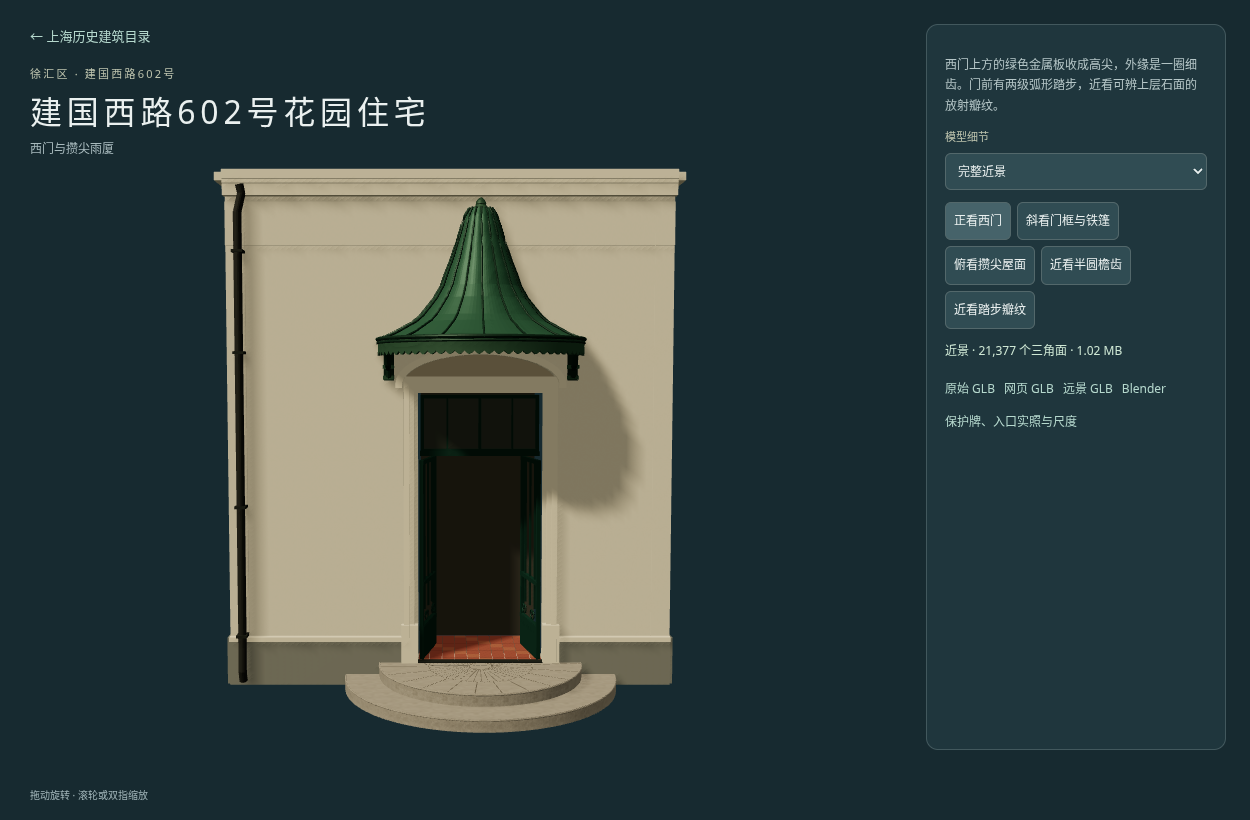 ← 上海历史建筑目录
徐汇区 · 建国西路602号
建国西路602号花园住宅
西门与攒尖雨厦
西门上方的绿色金属板收成高尖，外缘是一圈细
齿。门前有两级弧形踏步，近看可辨上层石面的
放射瓣纹。
模型细节
完整近景
正看西门 斜看门框与铁篷
俯看攒尖屋面 近看半圆檐齿
近看踏步瓣纹
近景 · 21,377 个三角面 · 1.02 MB
原始 GLB 网页 GLB 远景 GLB Blender
保护牌、入口实照与尺度
拖动旋转 · 滚轮或双指缩放